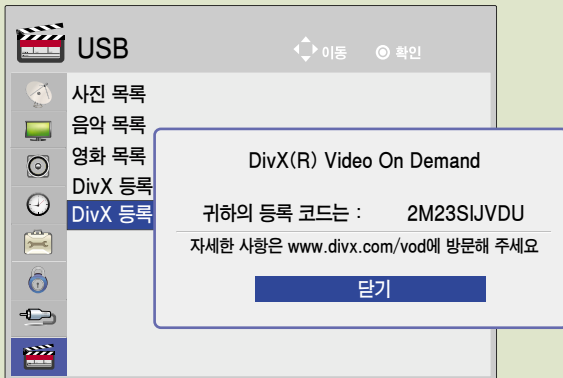 USB
이동 확인
사진 목록
음악 목록
영화 목록
DivX 등록
DivX 등록
DivX(R) Video On Demand
귀하의 등록 코드는 : 2M23SIJVDU
자세한 사항은 www.divx.com/vod에 방문해 주세요
닫기